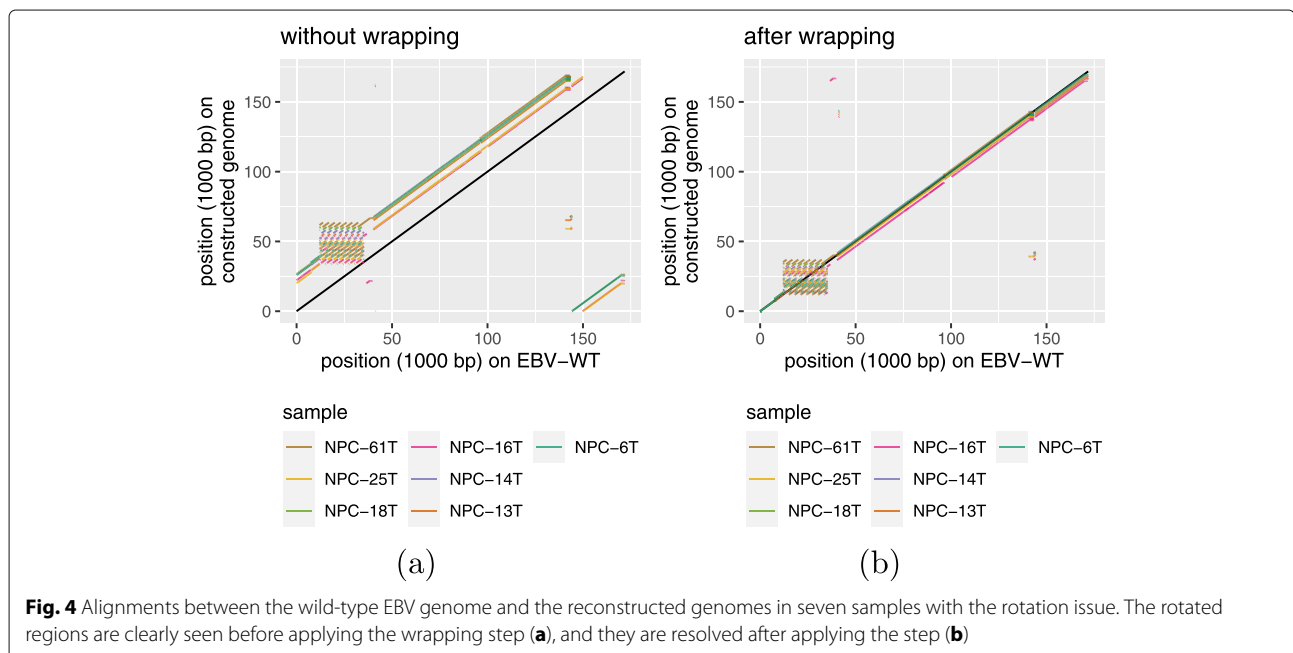 without wrapping
position (1000 bp) on
constructed genome
150
100
50
0
0
50
100
150
position (1000 bp) on EBV−WT
sample
NPC−61T
NPC−16T
NPC−6T
NPC−25T
NPC−14T
NPC−18T
NPC−13T
(a)
after wrapping
position (1000 bp) on
constructed genome
150
100
50
0
0
50
100
150
position (1000 bp) on EBV−WT
sample
NPC−61T
NPC−16T
NPC−6T
NPC−25T
NPC−14T
NPC−18T
NPC−13T
(b)
Fig. 4 Alignments between the wild-type EBV genome and the reconstructed genomes in seven samples with the rotation issue. The rotated
regions are clearly seen before applying the wrapping step (a), and they are resolved after applying the step (b)